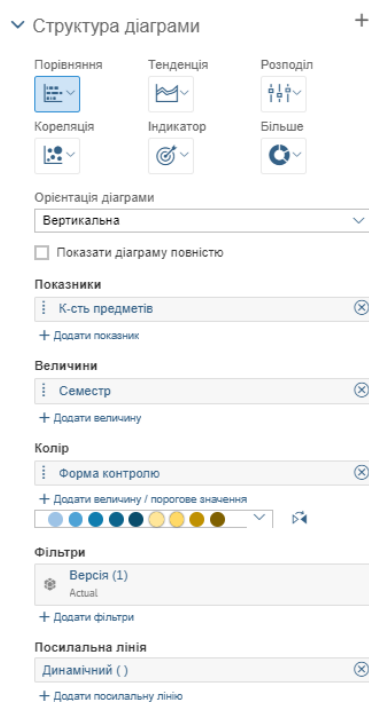 Структура діаграми
Порівняння Тенденція Розподіл
Кореляція Індикатор Більше
Орієнтація діаграми
Вертикальна
Показати діаграму повністю
Показники
К-сть предметів
+ Додати показник
Величини
Семестр
+ Додати величину
Колір
Форма контролю
+ Додати величину / порогове значення
Фільтри
Версія (1)
Actual
+ Додати фільтри
Посилальна лінія
Динамічний ( )
+ Додати посилальну лінію